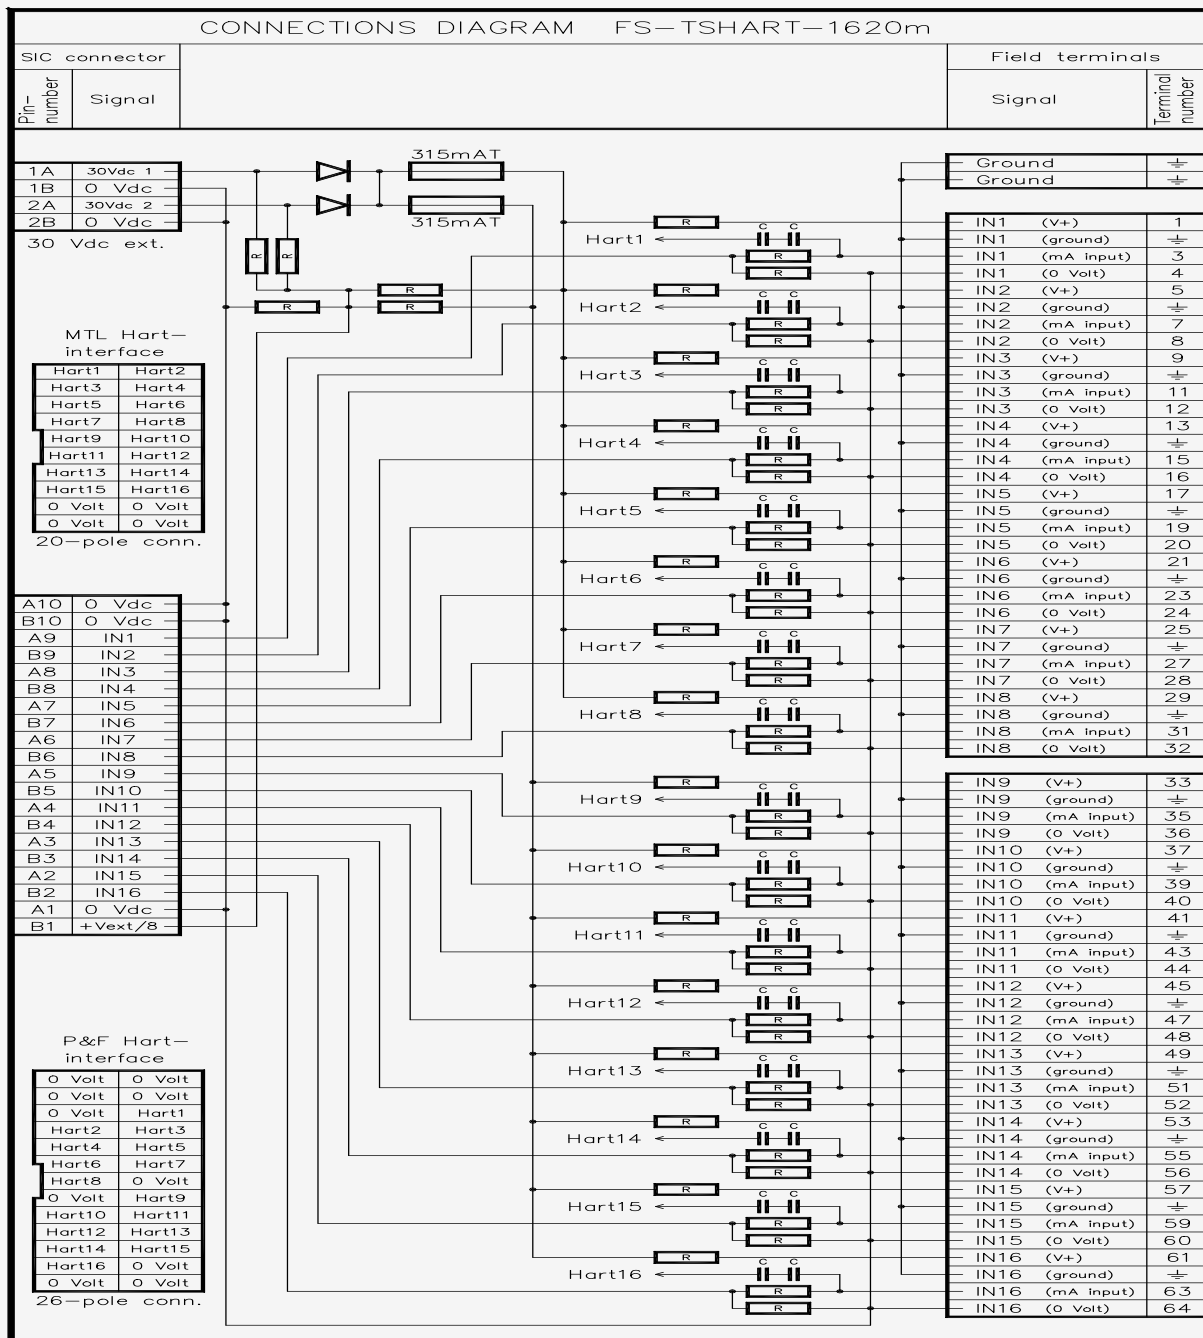 CONNECTIONS DIAGRAM FS-TSHART-1620m
SIC connector
Field terminals
Pin-number
Signal
Signal
Terminal number
1A 30Vdc 1
1B 0 Vdc
2A 30Vdc 2
2B 0 Vdc
30 Vdc ext.
MTL Hart-
interface
Hart1 Hart2
Hart3 Hart4
Hart5 Hart6
Hart7 Hart8
Hart9 Hart10
Hart11 Hart12
Hart13 Hart14
Hart15 Hart16
0 Volt 0 Volt
0 Volt 0 Volt
20-pole conn.
A10 0 Vdc
B10 0 Vdc
A9 IN1
B9 IN2
A8 IN3
B8 IN4
A7 IN5
B7 IN6
A6 IN7
B6 IN8
A5 IN9
B5 IN10
A4 IN11
B4 IN12
A3 IN13
B3 IN14
A2 IN15
B2 IN16
A1 0 Vdc
B1 +Vext/8
P&F Hart-
interface
0 Volt 0 Volt
0 Volt 0 Volt
0 Volt Hart1
Hart2 Hart3
Hart4 Hart5
Hart6 Hart7
Hart8 0 Volt
0 Volt Hart9
Hart10 Hart11
Hart12 Hart13
Hart14 Hart15
Hart16 0 Volt
0 Volt 0 Volt
26-pole conn.
315mAT
315mAT
R R
R
R R
R
C C
Hart1
R
R
R
C C
Hart2
R
R
R
C C
Hart3
R
R
R
C C
Hart4
R
R
R
C C
Hart5
R
R
R
C C
Hart6
R
R
R
C C
Hart7
R
R
R
C C
Hart8
R
R
R
C C
Hart9
R
R
R
C C
Hart10
R
R
R
C C
Hart11
R
R
R
C C
Hart12
R
R
R
C C
Hart13
R
R
R
C C
Hart14
R
R
R
C C
Hart15
R
R
R
C C
Hart16
R
R
Ground
Ground
IN1 (V+) 1
IN1 (ground)
IN1 (mA input) 3
IN1 (0 Volt) 4
IN2 (V+) 5
IN2 (ground)
IN2 (mA input) 7
IN2 (0 Volt) 8
IN3 (V+) 9
IN3 (ground)
IN3 (mA input) 11
IN3 (0 Volt) 12
IN4 (V+) 13
IN4 (ground)
IN4 (mA input) 15
IN4 (0 Volt) 16
IN5 (V+) 17
IN5 (ground)
IN5 (mA input) 19
IN5 (0 Volt) 20
IN6 (V+) 21
IN6 (ground)
IN6 (mA input) 23
IN6 (0 Volt) 24
IN7 (V+) 25
IN7 (ground)
IN7 (mA input) 27
IN7 (0 Volt) 28
IN8 (V+) 29
IN8 (ground)
IN8 (mA input) 31
IN8 (0 Volt) 32
IN9 (V+) 33
IN9 (ground)
IN9 (mA input) 35
IN9 (0 Volt) 36
IN10 (V+) 37
IN10 (ground)
IN10 (mA input) 39
IN10 (0 Volt) 40
IN11 (V+) 41
IN11 (ground)
IN11 (mA input) 43
IN11 (0 Volt) 44
IN12 (V+) 45
IN12 (ground)
IN12 (mA input) 47
IN12 (0 Volt) 48
IN13 (V+) 49
IN13 (ground)
IN13 (mA input) 51
IN13 (0 Volt) 52
IN14 (V+) 53
IN14 (ground)
IN14 (mA input) 55
IN14 (0 Volt) 56
IN15 (V+) 57
IN15 (ground)
IN15 (mA input) 59
IN15 (0 Volt) 60
IN16 (V+) 61
IN16 (ground)
IN16 (mA input) 63
IN16 (0 Volt) 64